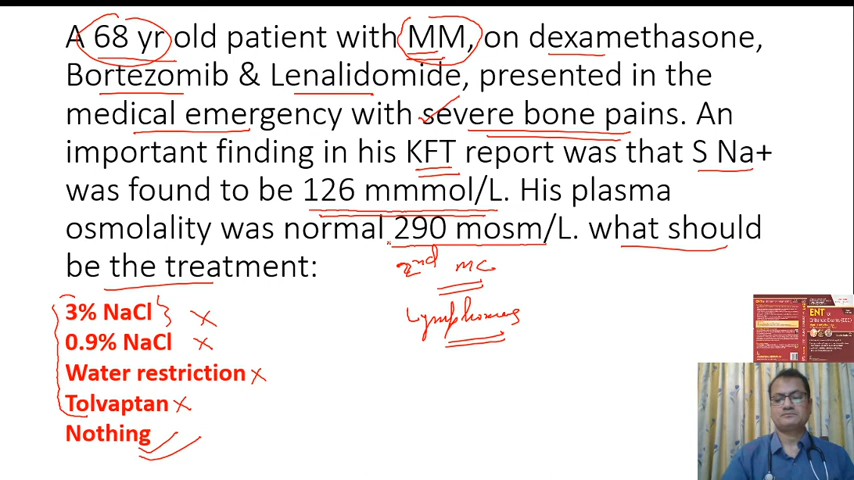 A 68 yr old patient with MM, on dexamethasone,
Bortezomib & Lenalidomide, presented in the
medical emergency with severe bone pains. An
important finding in his KFT report was that S Na+
was found to be 126 mmmol/L. His plasma
osmolality was normal 290 mosm/L. what should
be the treatment:
2nd MC
Lymphomas
3% NaCl
0.9% NaCl
Water restriction
Tolvaptan
Nothing
ENT